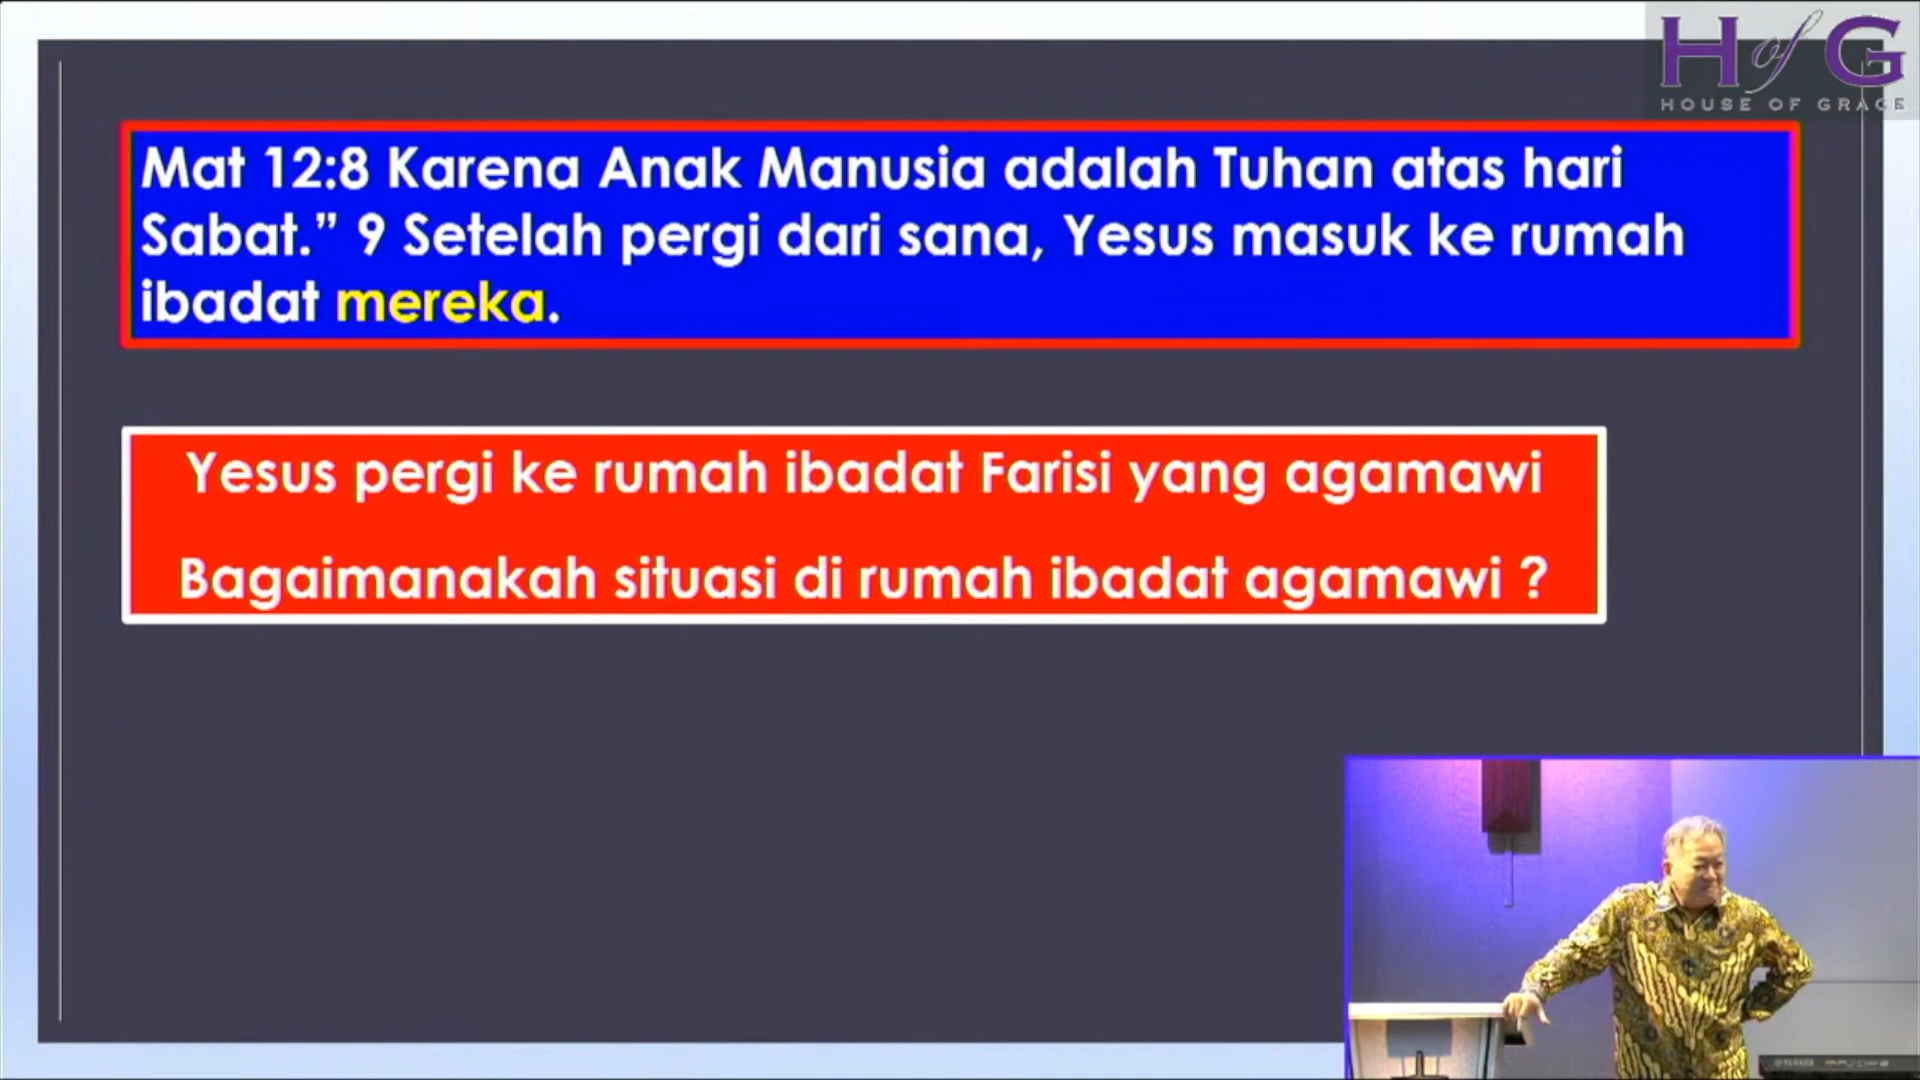 H of G
HOUSE OF GRACE
Mat 12:8 Karena Anak Manusia adalah Tuhan atas hari
Sabat.” 9 Setelah pergi dari sana, Yesus masuk ke rumah
ibadat mereka.
Yesus pergi ke rumah ibadat Farisi yang agamawi
Bagaimanakah situasi di rumah ibadat agamawi ?